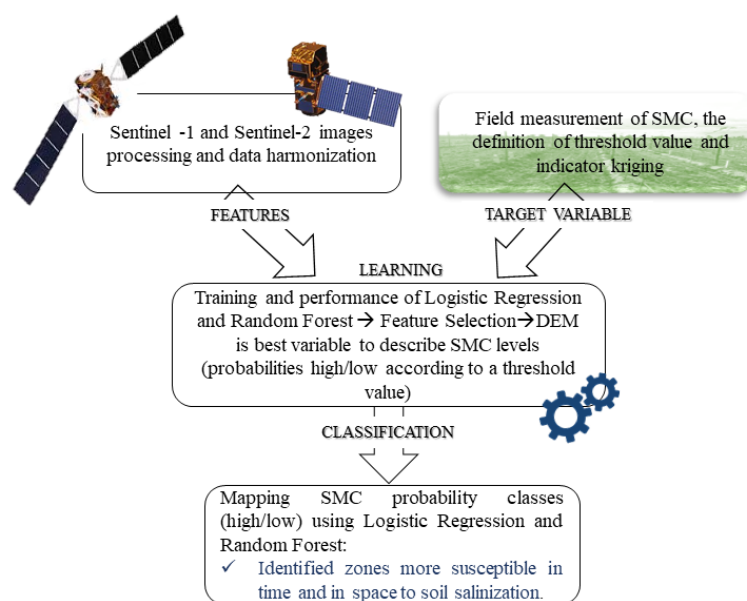 Sentinel -1 and Sentinel-2 images
processing and data harmonization
Field measurement of SMC, the
definition of threshold value and
indicator kriging
FEATURES
TARGET VARIABLE
LEARNING
Training and performance of Logistic Regression
and Random Forest → Feature Selection→DEM
is best variable to describe SMC levels
(probabilities high/low according to a threshold
value)
CLASSIFICATION
Mapping SMC probability classes
(high/low) using Logistic Regression and
Random Forest:
✓ Identified zones more susceptible in
time and in space to soil salinization.